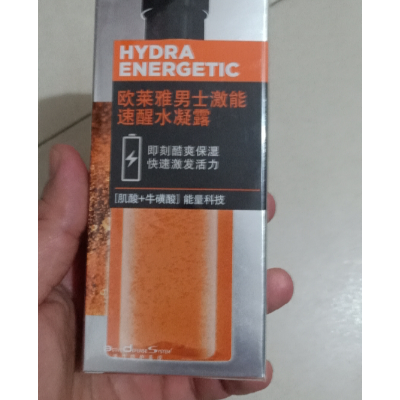 HYDRA
ENERGETIC
欧莱雅男士激能
速醒水凝露
即刻酷爽保湿
快速激发活力
[肌酸+牛磺酸] 能量科技